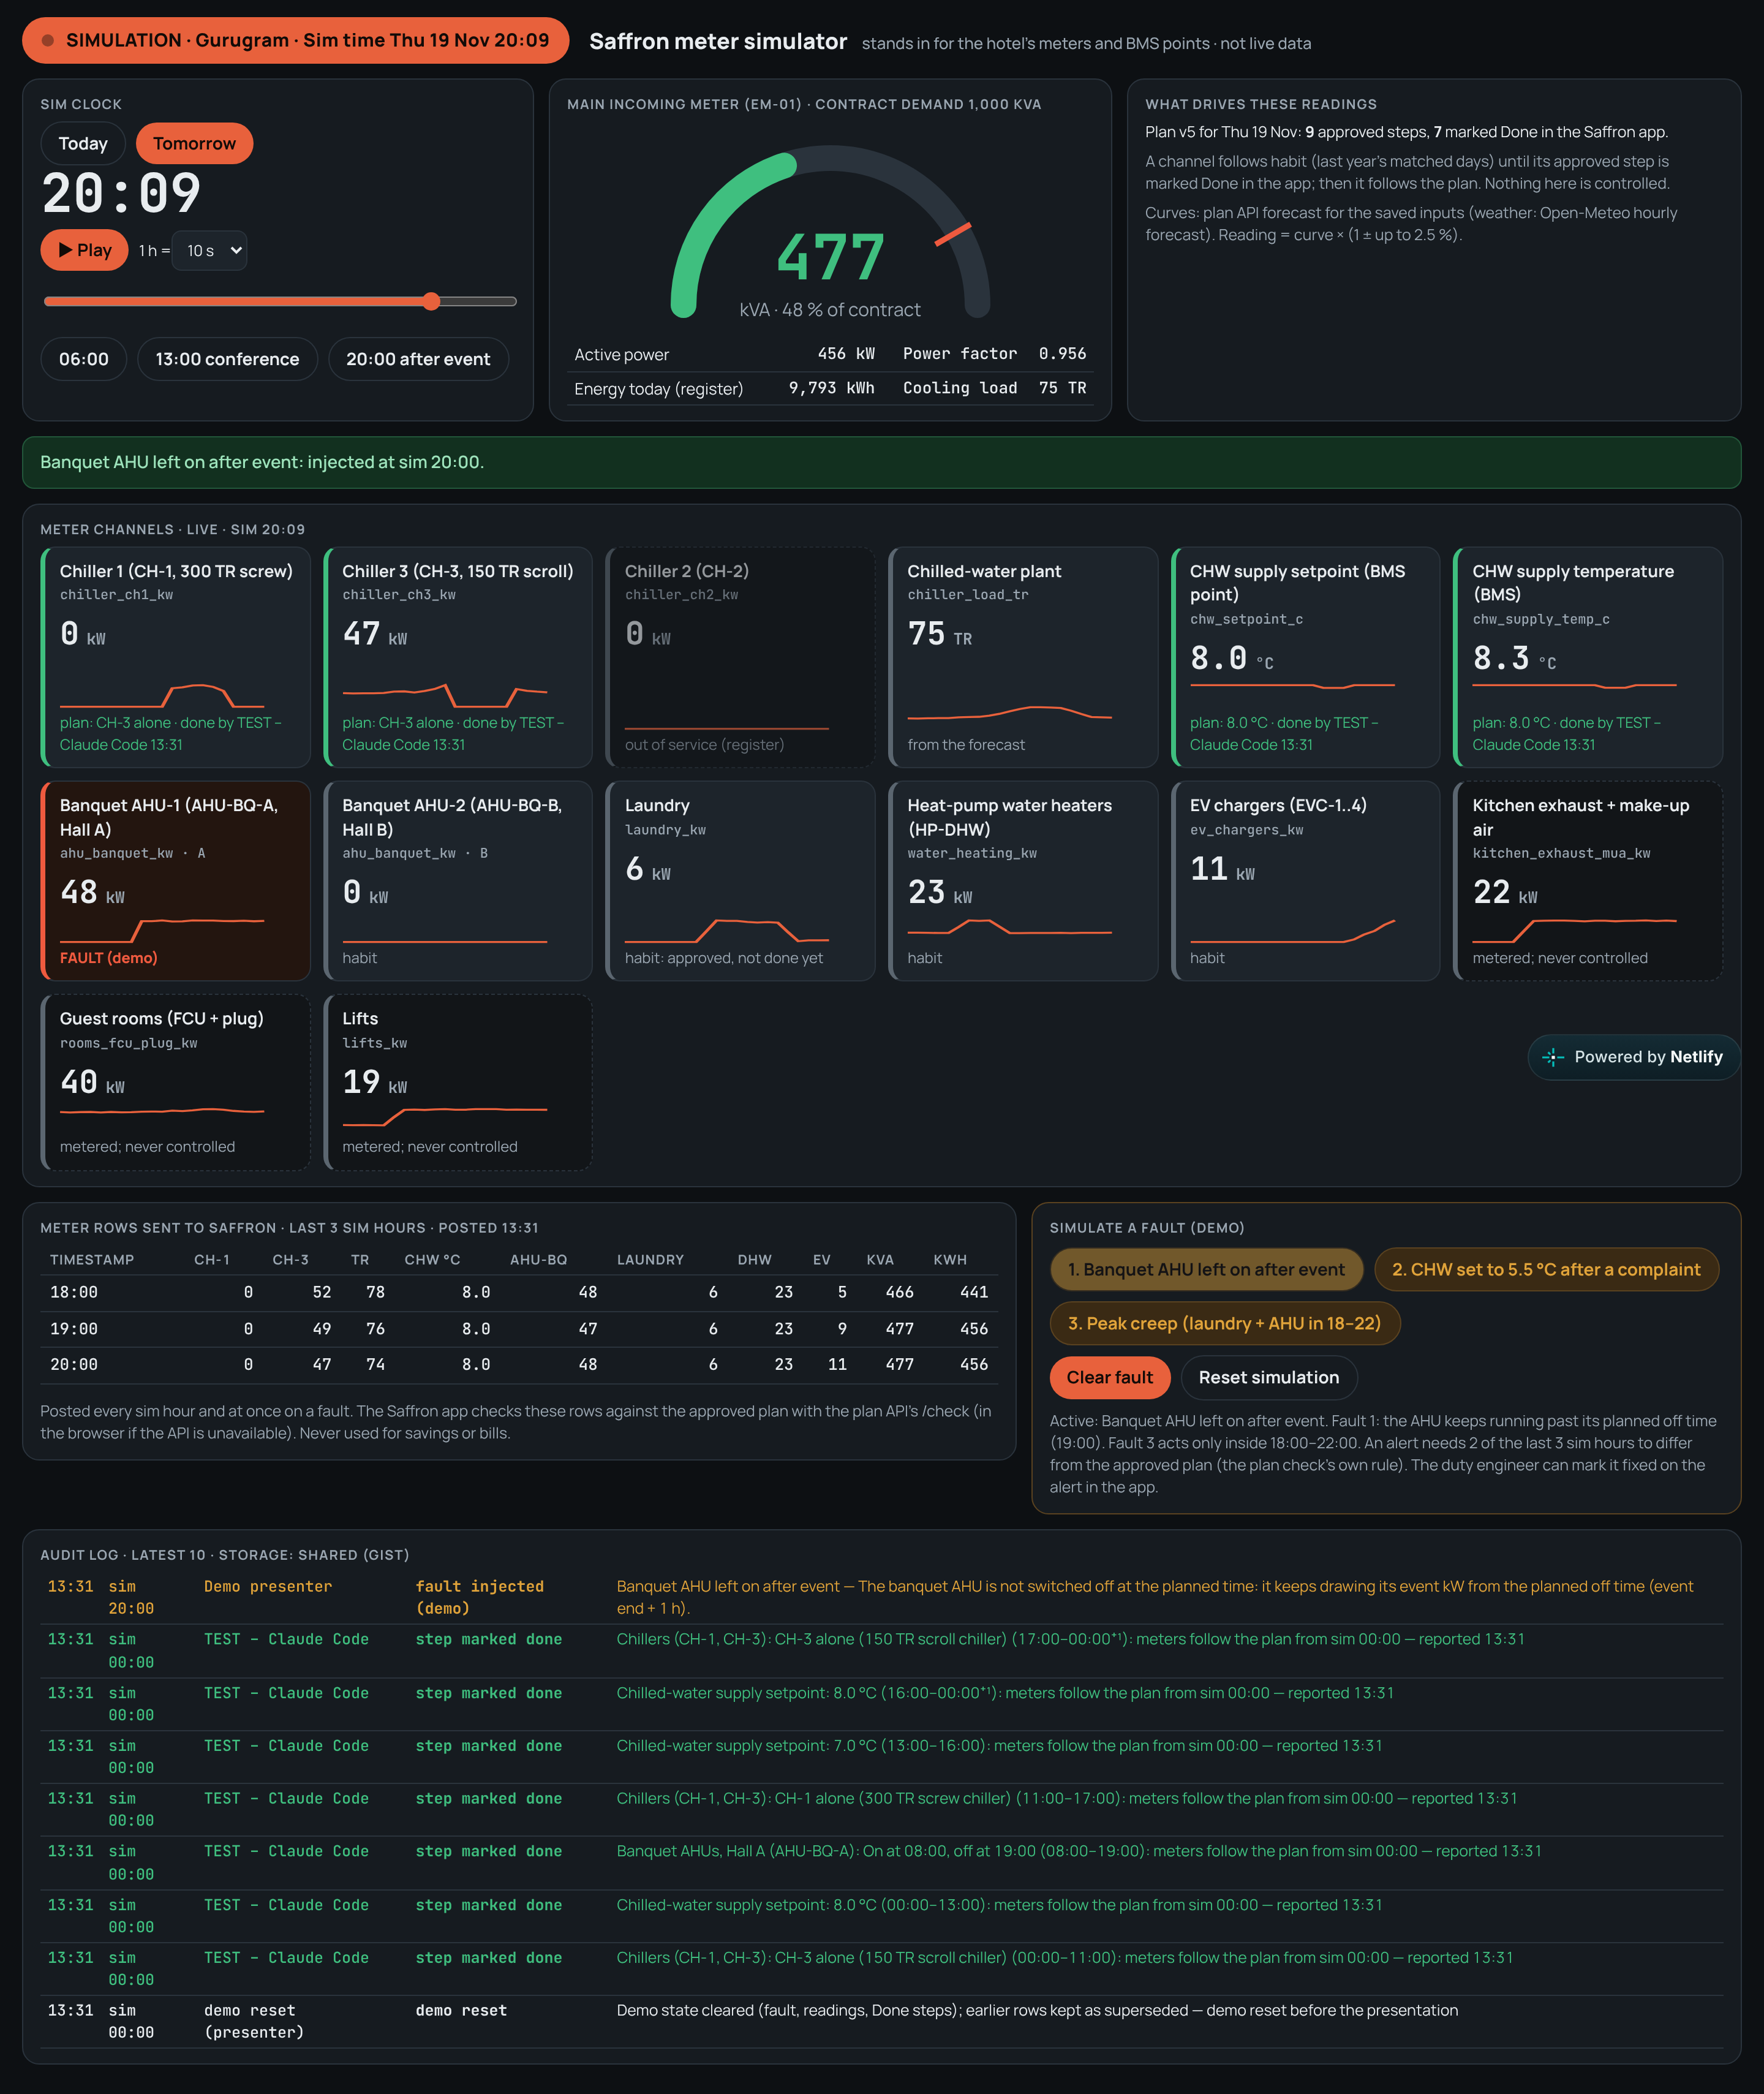 SIMULATION · Gurugram · Sim time Thu 19 Nov 20:09
Saffron meter simulator
stands in for the hotel's meters and BMS points · not live data
SIM CLOCK
Today
Tomorrow
20:09
▶ Play
1 h =
10 s
06:00
13:00 conference
20:00 after event
MAIN INCOMING METER (EM-01) · CONTRACT DEMAND 1,000 KVA
477
kVA · 48 % of contract
Active power 456 kW Power factor 0.956
Energy today (register) 9,793 kWh Cooling load 75 TR
WHAT DRIVES THESE READINGS
Plan v5 for Thu 19 Nov: 9 approved steps, 7 marked Done in the Saffron app.
A channel follows habit (last year's matched days) until its approved step is
marked Done in the app; then it follows the plan. Nothing here is controlled.
Curves: plan API forecast for the saved inputs (weather: Open-Meteo hourly
forecast). Reading = curve × (1 ± up to 2.5 %).
Banquet AHU left on after event: injected at sim 20:00.
METER CHANNELS · LIVE · SIM 20:09
Chiller 1 (CH-1, 300 TR screw)
chiller_ch1_kw
0 kW
plan: CH-3 alone · done by TEST –
Claude Code 13:31
Chiller 3 (CH-3, 150 TR scroll)
chiller_ch3_kw
47 kW
plan: CH-3 alone · done by TEST –
Claude Code 13:31
Chiller 2 (CH-2)
chiller_ch2_kw
0 kW
out of service (register)
Chilled-water plant
chiller_load_tr
75 TR
from the forecast
CHW supply setpoint (BMS
point)
chw_setpoint_c
8.0 °C
plan: 8.0 °C · done by TEST –
Claude Code 13:31
CHW supply temperature
(BMS)
chw_supply_temp_c
8.3 °C
plan: 8.0 °C · done by TEST –
Claude Code 13:31
Banquet AHU-1 (AHU-BQ-A,
Hall A)
ahu_banquet_kw · A
48 kW
FAULT (demo)
Banquet AHU-2 (AHU-BQ-B,
Hall B)
ahu_banquet_kw · B
0 kW
habit
Laundry
laundry_kw
6 kW
habit: approved, not done yet
Heat-pump water heaters
(HP-DHW)
water_heating_kw
23 kW
habit
EV chargers (EVC-1..4)
ev_chargers_kw
11 kW
habit
Kitchen exhaust + make-up
air
kitchen_exhaust_mua_kw
22 kW
metered; never controlled
Guest rooms (FCU + plug)
rooms_fcu_plug_kw
40 kW
metered; never controlled
Lifts
lifts_kw
19 kW
metered; never controlled
Powered by Netlify
METER ROWS SENT TO SAFFRON · LAST 3 SIM HOURS · POSTED 13:31
TIMESTAMP CH-1 CH-3 TR CHW °C AHU-BQ LAUNDRY DHW EV KVA KWH
18:00 0 52 78 8.0 48 6 23 5 466 441
19:00 0 49 76 8.0 47 6 23 9 477 456
20:00 0 47 74 8.0 48 6 23 11 477 456
Posted every sim hour and at once on a fault. The Saffron app checks these rows against the approved plan with the plan API's /check (in
the browser if the API is unavailable). Never used for savings or bills.
SIMULATE A FAULT (DEMO)
1. Banquet AHU left on after event
2. CHW set to 5.5 °C after a complaint
3. Peak creep (laundry + AHU in 18–22)
Clear fault
Reset simulation
Active: Banquet AHU left on after event. Fault 1: the AHU keeps running past its planned off time
(19:00). Fault 3 acts only inside 18:00–22:00. An alert needs 2 of the last 3 sim hours to differ
from the approved plan (the plan check's own rule). The duty engineer can mark it fixed on the
alert in the app.
AUDIT LOG · LATEST 10 · STORAGE: SHARED (GIST)
13:31 sim Demo presenter fault injected Banquet AHU left on after event — The banquet AHU is not switched off at the planned time: it keeps drawing its event kW from the planned off time (event
20:00 (demo) end + 1 h).
13:31 sim TEST – Claude Code step marked done Chillers (CH-1, CH-3): CH-3 alone (150 TR scroll chiller) (17:00–00:00⁺¹): meters follow the plan from sim 00:00 — reported 13:31
00:00
13:31 sim TEST – Claude Code step marked done Chilled-water supply setpoint: 8.0 °C (16:00–00:00⁺¹): meters follow the plan from sim 00:00 — reported 13:31
00:00
13:31 sim TEST – Claude Code step marked done Chilled-water supply setpoint: 7.0 °C (13:00–16:00): meters follow the plan from sim 00:00 — reported 13:31
00:00
13:31 sim TEST – Claude Code step marked done Chillers (CH-1, CH-3): CH-1 alone (300 TR screw chiller) (11:00–17:00): meters follow the plan from sim 00:00 — reported 13:31
00:00
13:31 sim TEST – Claude Code step marked done Banquet AHUs, Hall A (AHU-BQ-A): On at 08:00, off at 19:00 (08:00–19:00): meters follow the plan from sim 00:00 — reported 13:31
00:00
13:31 sim TEST – Claude Code step marked done Chilled-water supply setpoint: 8.0 °C (00:00–13:00): meters follow the plan from sim 00:00 — reported 13:31
00:00
13:31 sim TEST – Claude Code step marked done Chillers (CH-1, CH-3): CH-3 alone (150 TR scroll chiller) (00:00–11:00): meters follow the plan from sim 00:00 — reported 13:31
00:00
13:31 sim demo reset demo reset Demo state cleared (fault, readings, Done steps); earlier rows kept as superseded — demo reset before the presentation
00:00 (presenter)